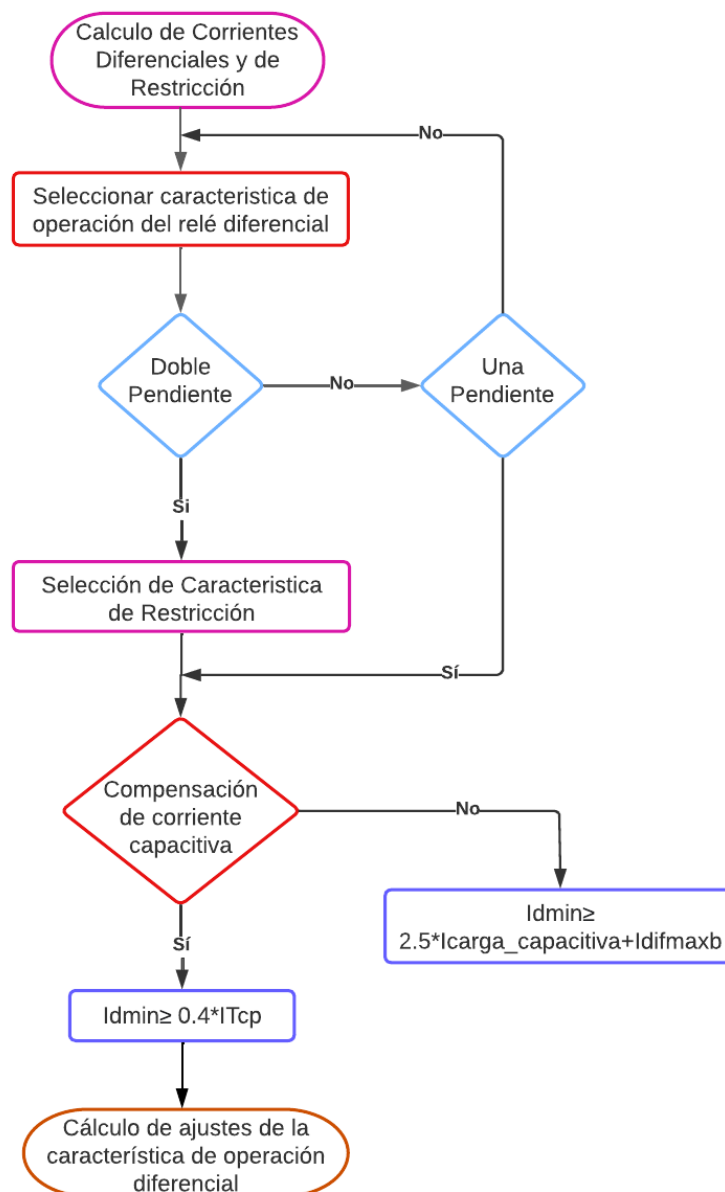 Calculo de Corrientes
Diferenciales y de
Restricción
No
Seleccionar caracteristica de
operación del relé diferencial
Doble
Pendiente
No
Una
Pendiente
Si
Selección de Caracteristica
de Restricción
Sí
Compensación
de corriente
capacitiva
No
Idmin≥
2.5*Icarga_capacitiva+Idifmaxb
Sí
Idmin≥ 0.4*ITcp
Cálculo de ajustes de la
característica de operación
diferencial